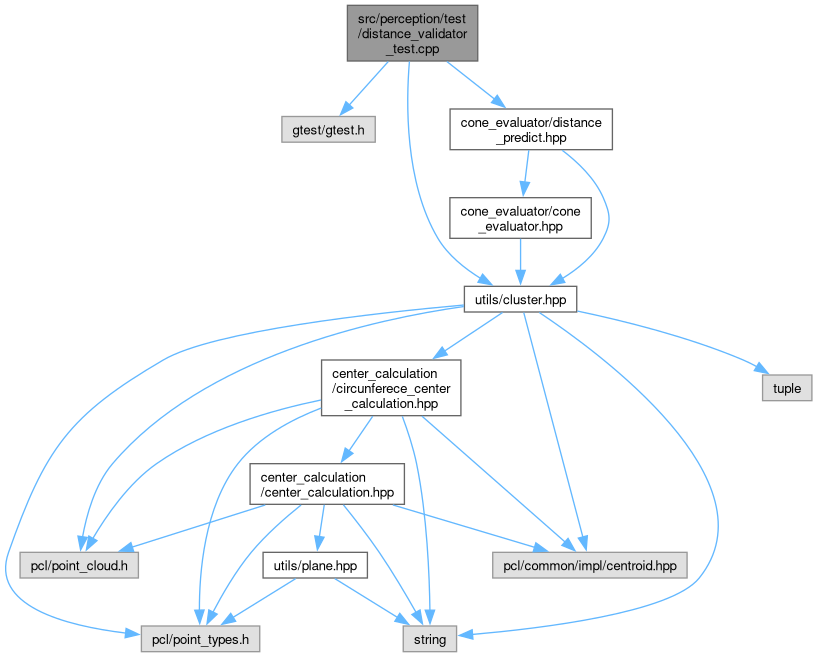 src/perception/test
/distance_validator
_test.cpp
gtest/gtest.h
cone_evaluator/distance
_predict.hpp
cone_evaluator/cone
_evaluator.hpp
utils/cluster.hpp
center_calculation
/circunferece_center
_calculation.hpp
tuple
center_calculation
/center_calculation.hpp
pcl/point_cloud.h
utils/plane.hpp
pcl/common/impl/centroid.hpp
pcl/point_types.h
string